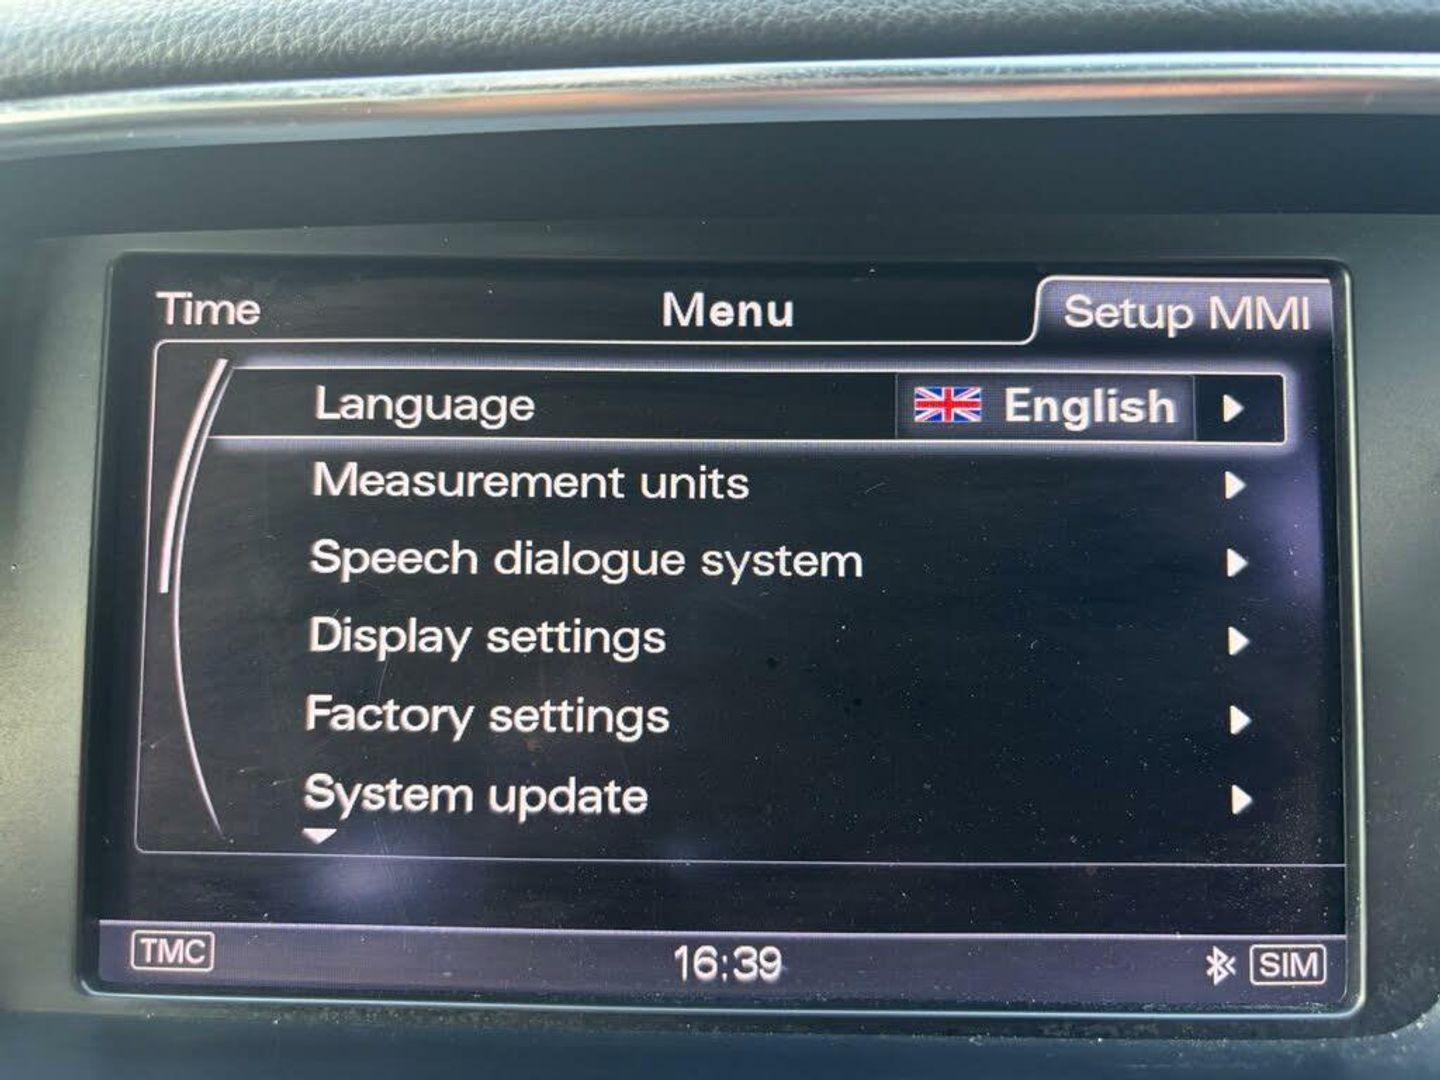 Time Menu Setup MMI
Language English
Measurement units
Speech dialogue system
Display settings
Factory settings
System update
TMC 16:39 SIM